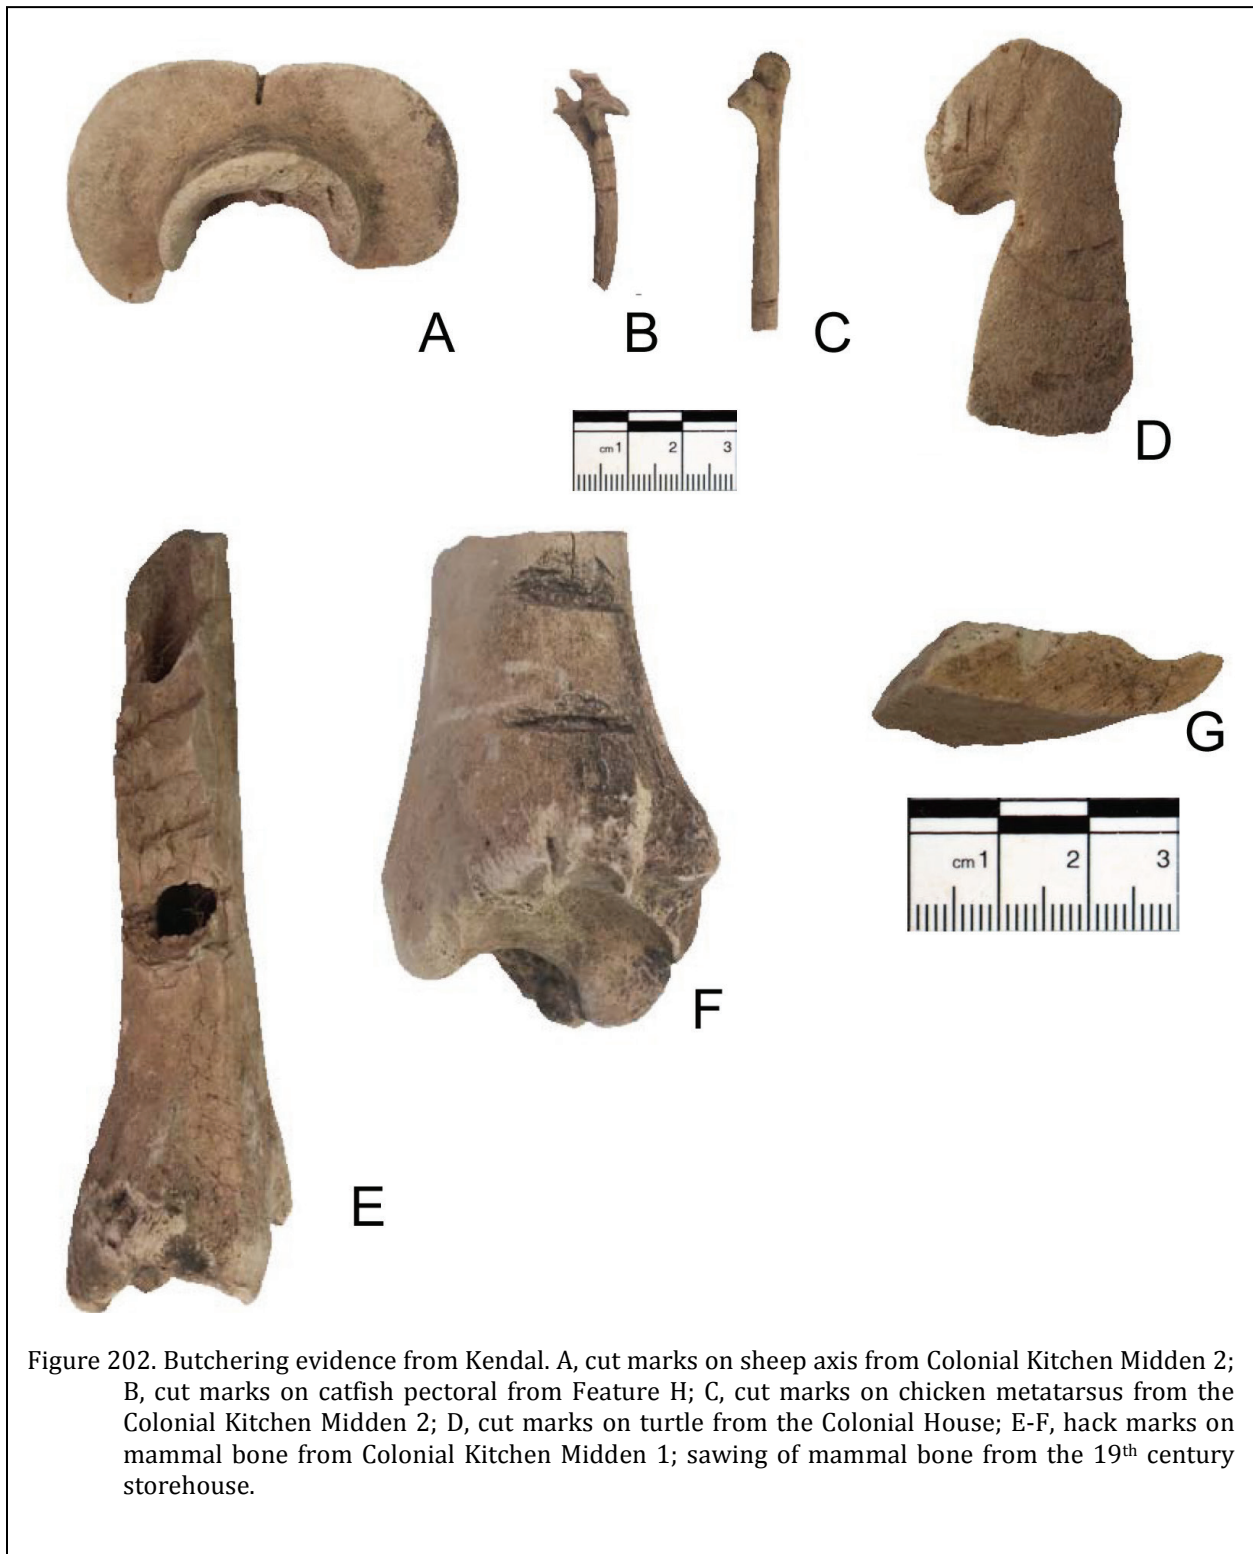 A
B
C
D
cm 1 2 3
E
F
G
cm 1 2 3
Figure 202. Butchering evidence from Kendal. A, cut marks on sheep axis from Colonial Kitchen Midden 2;
B, cut marks on catfish pectoral from Feature H; C, cut marks on chicken metatarsus from the
Colonial Kitchen Midden 2; D, cut marks on turtle from the Colonial House; E-F, hack marks on
mammal bone from Colonial Kitchen Midden 1; sawing of mammal bone from the 19th century
storehouse.